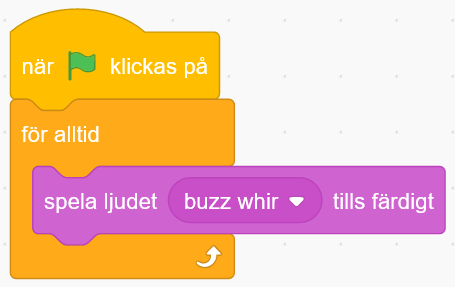 när klickas på
för alltid
spela ljudet buzz whir tills färdigt